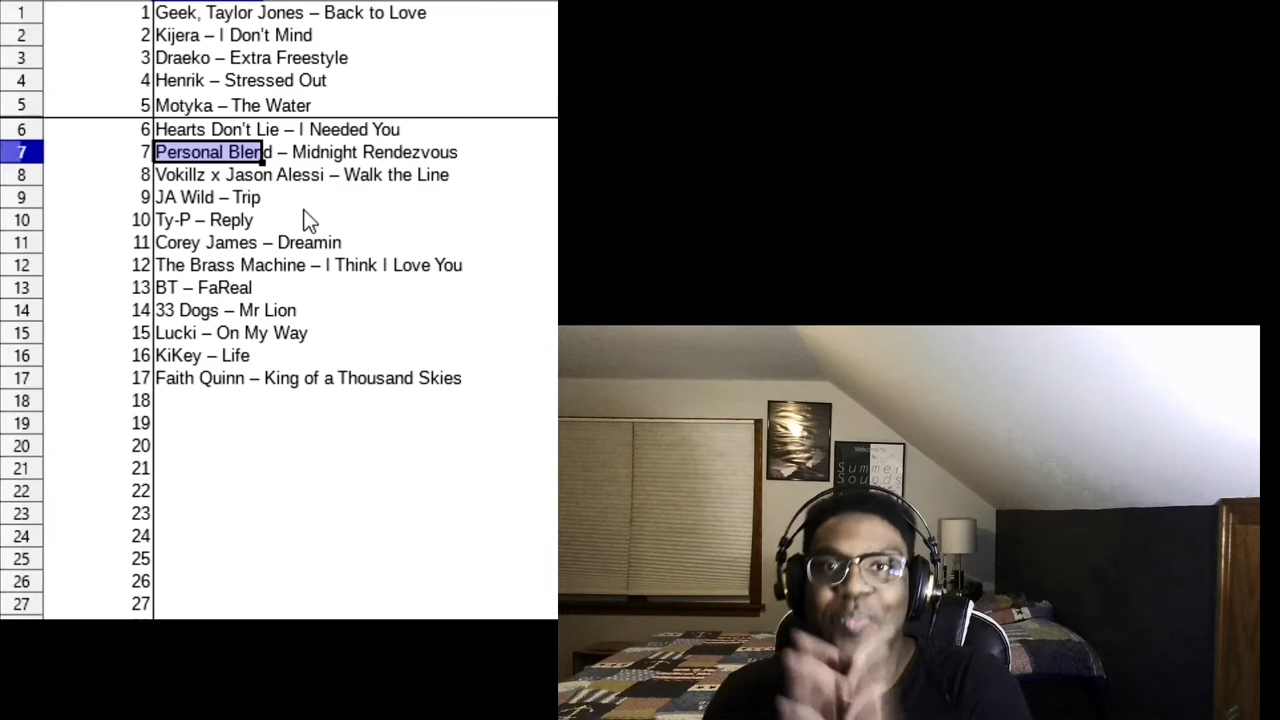 1 1 Geek, Taylor Jones – Back to Love
2 2 Kijera – I Don't Mind
3 3 Draeko – Extra Freestyle
4 4 Henrik – Stressed Out
5 5 Motyka – The Water
6 6 Hearts Don't Lie – I Needed You
7 7 Personal Blend – Midnight Rendezvous
8 8 Vokillz x Jason Alessi – Walk the Line
9 9 JA Wild – Trip
10 10 Ty-P – Reply
11 11 Corey James – Dreamin
12 12 The Brass Machine – I Think I Love You
13 13 BT – FaReal
14 14 33 Dogs – Mr Lion
15 15 Lucki – On My Way
16 16 KiKey – Life
17 17 Faith Quinn – King of a Thousand Skies
18 18
19 19
20 20
21 21
22 22
23 23
24 24
25 25
26 26
27 27
Welcome to
Summer
Sounds